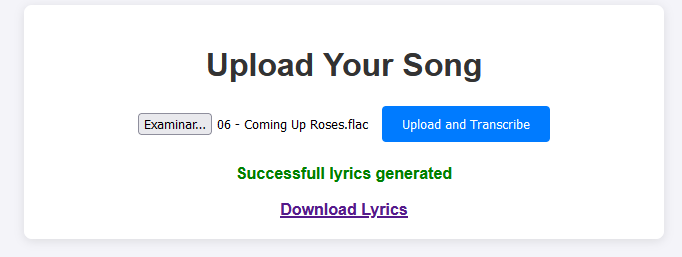 Upload Your Song
Examinar... 06 - Coming Up Roses.flac Upload and Transcribe
Successfull lyrics generated
Download Lyrics